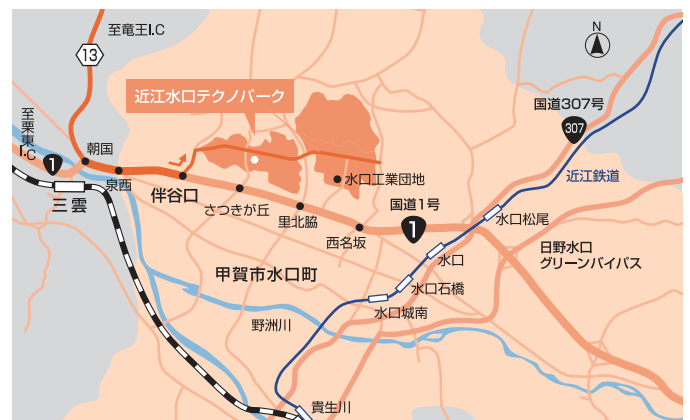 至竜王I.C
13
N
近江水口テクノパーク
国道307号
307
至栗東I.C
1
朝国
泉西
伴谷口
水口工業団地
近江鉄道
三雲
さつきが丘
里北脇
国道1号
1
水口松尾
西名坂
水口
日野水口
グリーンバイパス
甲賀市水口町
水口石橋
水口城南
野洲川
貴生川